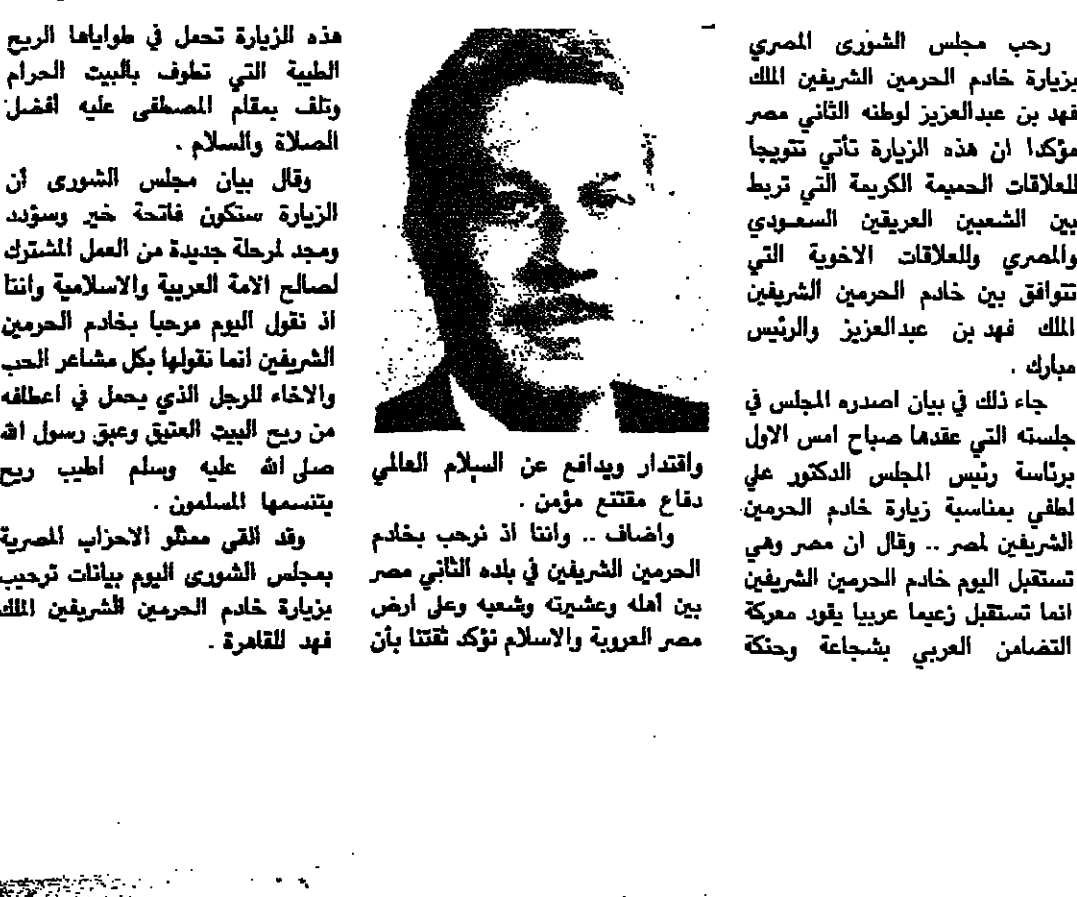 رحب مجلس الشورى المصري
بزيارة خادم الحرمين الشريفين الملك
فهد بن عبدالعزيز لوطنه الثاني مصر
مؤكدا ان هذه الزيارة تأتي تتويجا
للعلاقات الحميمة الكريمة التي تربط
بين الشعبين العريقين السعودي
والمصري وللعلاقات الاخوية التي
تتوافق بين خادم الحرمين الشريفين
الملك فهد بن عبدالعزيز والرئيس
مبارك .
جاء ذلك في بيان اصدره المجلس في
جلسته التي عقدها صباح امس الاول
برئاسة رئيس المجلس الدكتور علي
لطفي بمناسبة زيارة خادم الحرمين
الشريفين لمصر .. وقال ان مصر وهي
تستقبل اليوم خادم الحرمين الشريفين
انما تستقبل زعيما عربيا يقود معركة
التضامن العربي بشجاعة وحنكة
واقتدار ويدافع عن السلام العالمي
دفاع مقتنع مؤمن .
واضاف .. واننا اذ نرحب بخادم
الحرمين الشريفين في بلده الثاني مصر
بين أهله وعشيرته وشعبه وعلى ارض
مصر العروبة والاسلام نؤكد ثقتنا بأن
هذه الزيارة تحمل في طواياها الريح
الطيبة التي تطوف بالبيت الحرام
وتلف بمقام المصطفى عليه أفضل
الصلاة والسلام .
وقال بيان مجلس الشورى أن
الزيارة ستكون فاتحة خير وسؤدد
ومجد لمرحلة جديدة من العمل المشترك
لصالح الامة العربية والاسلامية واننا
اذ نقول اليوم مرحبا بخادم الحرمين
الشريفين انما نقولها بكل مشاعر الحب
والاخاء للرجل الذي يحمل في اعطافه
من ريح البيت العتيق وعبق رسول الله
صلى الله عليه وسلم اطيب ريح
يتنسمها المسلمون .
وقد القى ممثلو الاحزاب المصرية
بمجلس الشورى اليوم بيانات ترحيب
بزيارة خادم الحرمين الشريفين الملك
فهد للقاهرة .